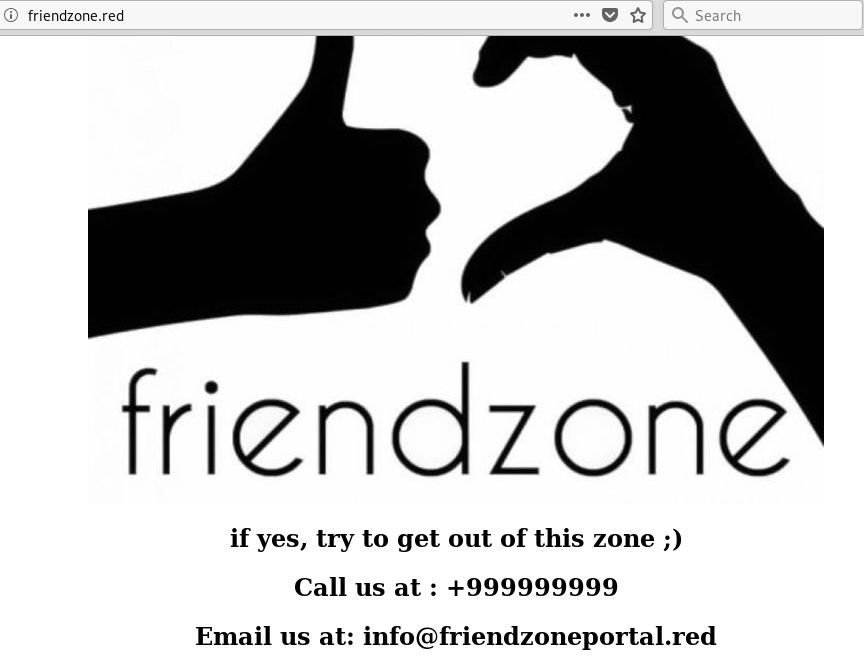 friendzone.red
Search
friendzone
if yes, try to get out of this zone ;)
Call us at : +999999999
Email us at: info@friendzoneportal.red